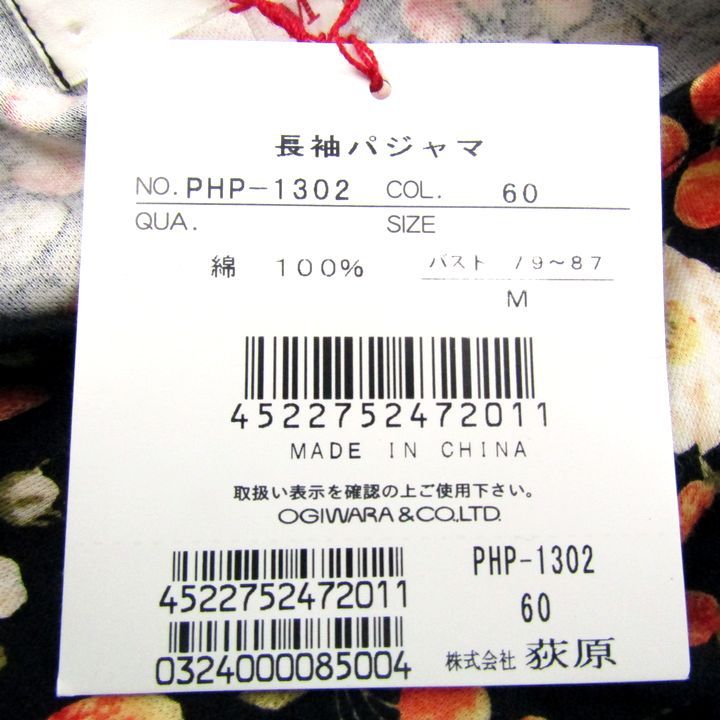 長袖パジャマ
NO. PHP-1302 COL. 60
QUA. SIZE
綿 100% バスト 79~87
M
4522752472011
MADE IN CHINA
取扱い表示を確認の上ご使用下さい。
OGIWARA & CO.,LTD.
4522752472011 PHP-1302
60
0324000085004 株式会社 荻原